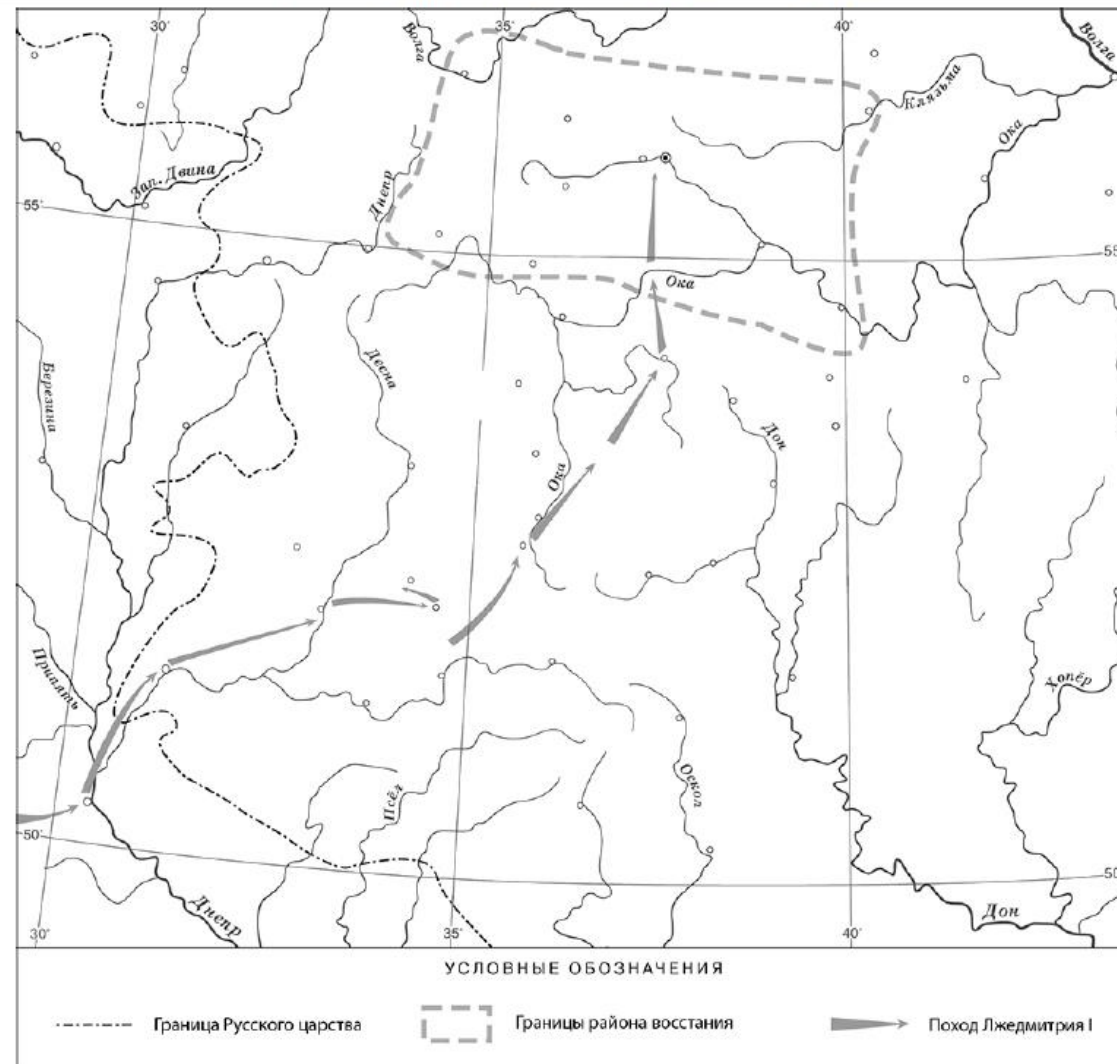 30°
35°
40°
Волга
Волга
Клязьма
Ока
Зап. Двина
Днепр
55°
55°
Ока
Березина
Десна
Дон
Ока
Припять
Хопёр
Псёл
Оскол
50°
50°
Днепр
Дон
30°
35°
40°
УСЛОВНЫЕ ОБОЗНАЧЕНИЯ
Граница Русского царства
Границы района восстания
Поход Лжедмитрия I